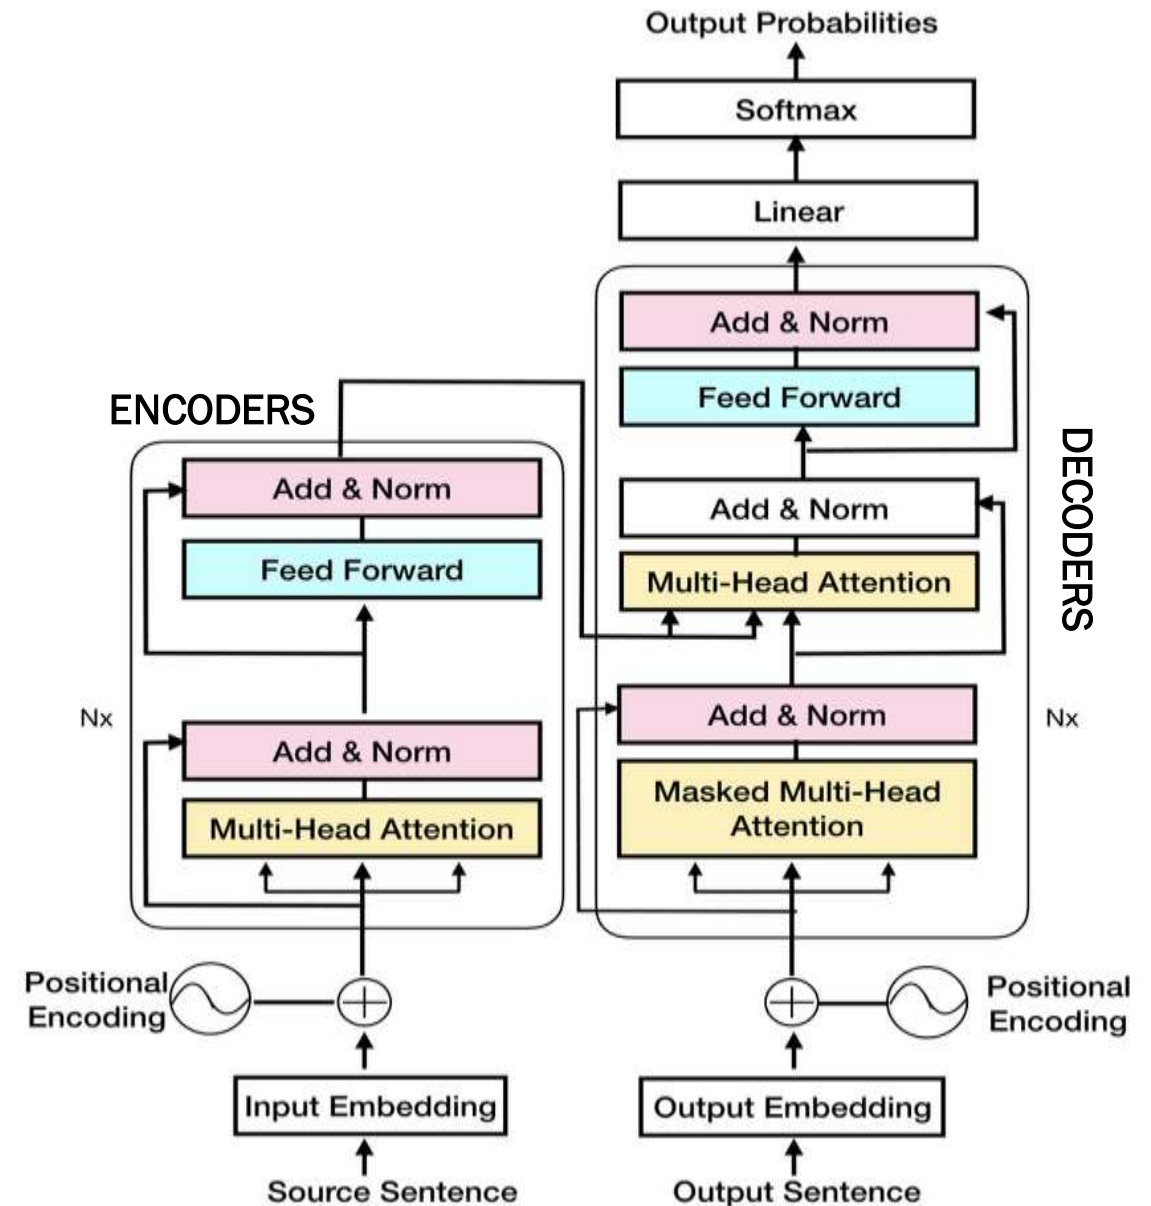 Output Probabilities
Softmax
Linear
Add & Norm
Feed Forward
Add & Norm
Multi-Head Attention
Add & Norm
Masked Multi-Head
Attention
DECODERS
Nx
ENCODERS
Add & Norm
Feed Forward
Nx
Add & Norm
Multi-Head Attention
Positional
Encoding
Positional
Encoding
Input Embedding
Output Embedding
Source Sentence
Output Sentence